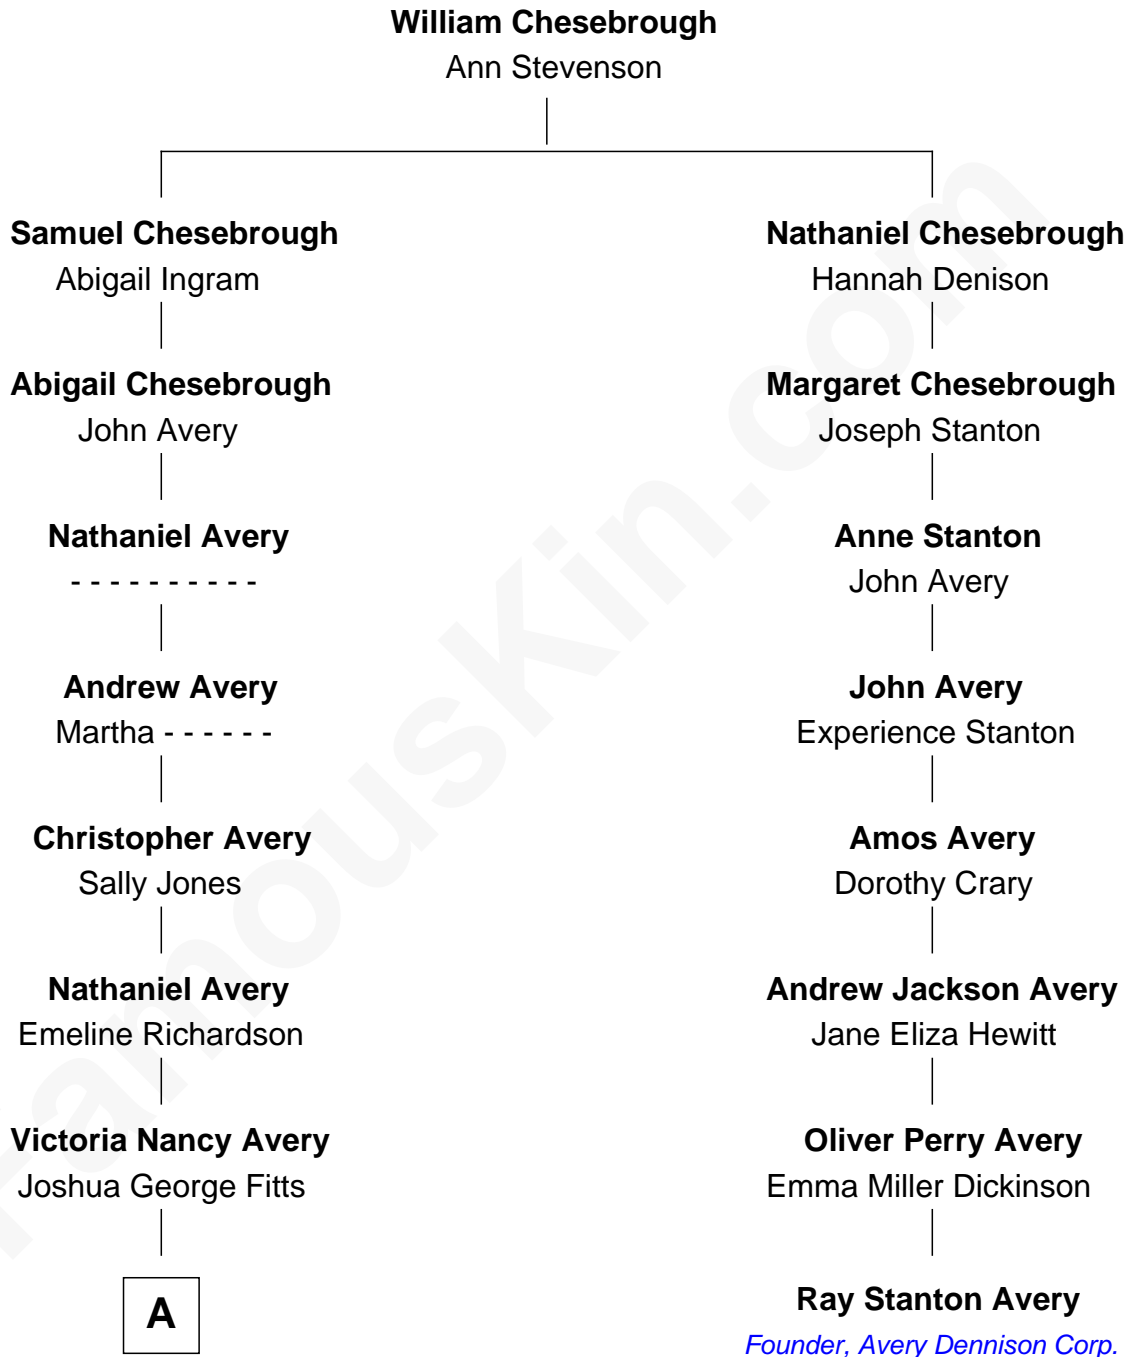 William Chesebrough
Ann Stevenson
Samuel Chesebrough
Abigail Ingram
Abigail Chesebrough
John Avery
Nathaniel Avery
- - - - - - - - - -
Andrew Avery
Martha - - - - - -
Christopher Avery
Sally Jones
Nathaniel Avery
Emeline Richardson
Victoria Nancy Avery
Joshua George Fitts
A
Nathaniel Chesebrough
Hannah Denison
Margaret Chesebrough
Joseph Stanton
Anne Stanton
John Avery
John Avery
Experience Stanton
Amos Avery
Dorothy Crary
Andrew Jackson Avery
Jane Eliza Hewitt
Oliver Perry Avery
Emma Miller Dickinson
Ray Stanton Avery
Founder, Avery Dennison Corp.
FamousKin.com